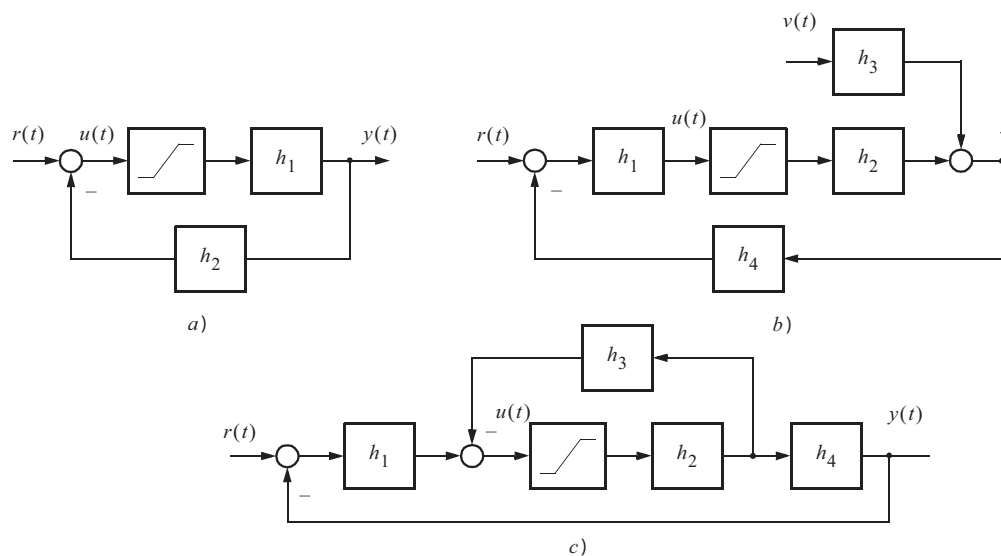 v(t)
h3
r(t)
u(t)
h1
y(t)
–
h2
a)
r(t)
h1
u(t)
h2
–
h4
b)
h3
r(t)
h1
–
u(t)
h2
h4
y(t)
–
c)